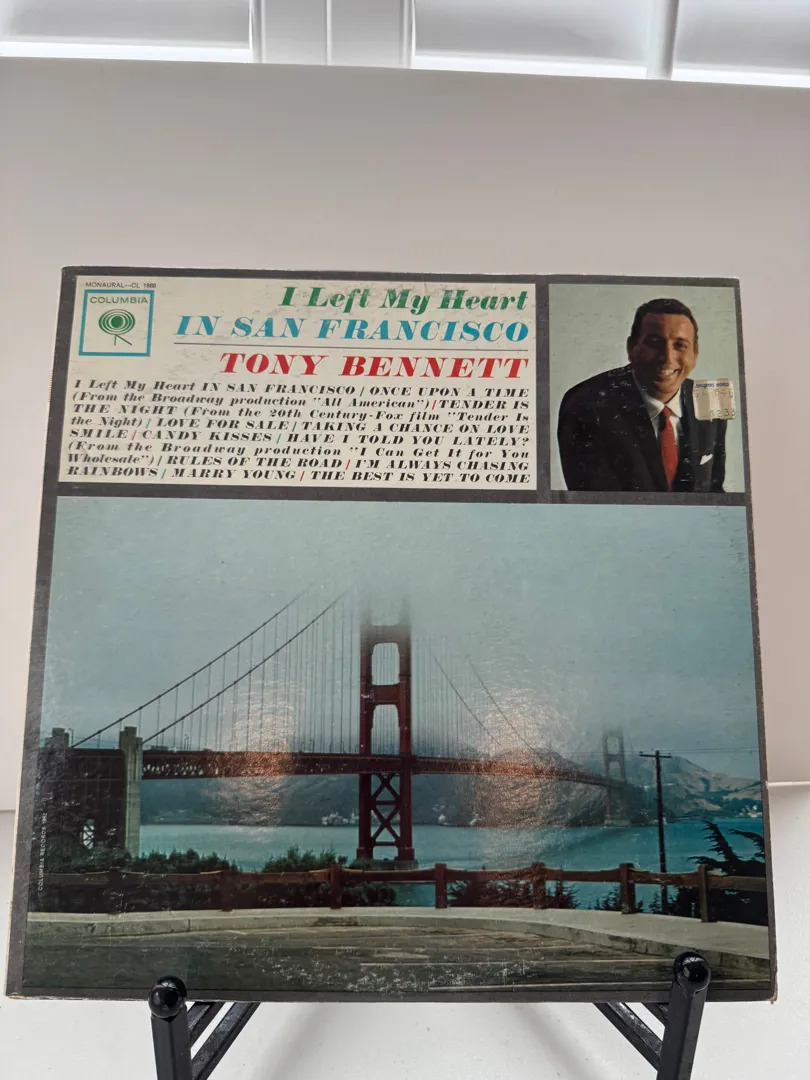 MONAURAL—CL 1869
COLUMBIA
I Left My Heart
IN SAN FRANCISCO
TONY BENNETT
I Left My Heart IN SAN FRANCISCO / ONCE UPON A TIME
(From the Broadway production "All American") / TENDER IS
THE NIGHT (From the 20th Century-Fox film "Tender Is
the Night) / LOVE FOR SALE / TAKING A CHANCE ON LOVE
SMILE / CANDY KISSES / HAVE I TOLD YOU LATELY?
(From the Broadway production "I Can Get It for You
Wholesale") / RULES OF THE ROAD / I'M ALWAYS CHASING
RAINBOWS / MARRY YOUNG / THE BEST IS YET TO COME
COLUMBIA RECORDS 1962